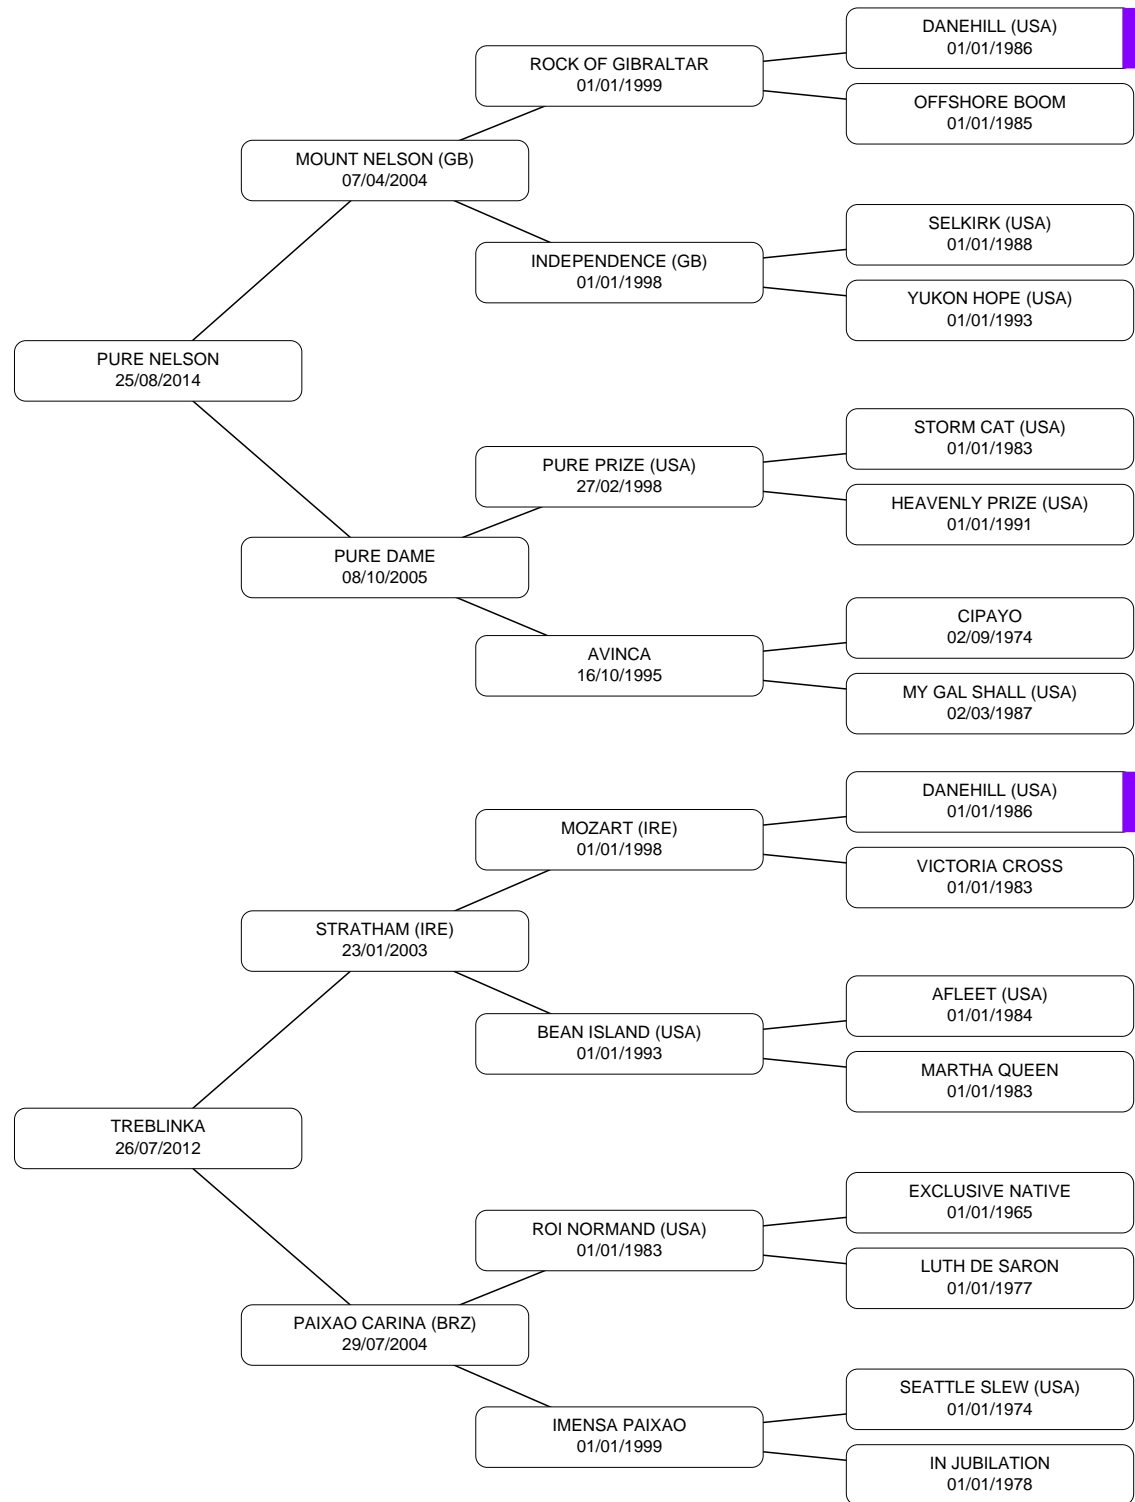 DANEHILL (USA)
01/01/1986
ROCK OF GIBRALTAR
01/01/1999
OFFSHORE BOOM
01/01/1985
MOUNT NELSON (GB)
07/04/2004
SELKIRK (USA)
01/01/1988
INDEPENDENCE (GB)
01/01/1998
YUKON HOPE (USA)
01/01/1993
PURE NELSON
25/08/2014
STORM CAT (USA)
01/01/1983
PURE PRIZE (USA)
27/02/1998
HEAVENLY PRIZE (USA)
01/01/1991
PURE DAME
08/10/2005
CIPAYO
02/09/1974
AVINCA
16/10/1995
MY GAL SHALL (USA)
02/03/1987
DANEHILL (USA)
01/01/1986
MOZART (IRE)
01/01/1998
VICTORIA CROSS
01/01/1983
STRATHAM (IRE)
23/01/2003
AFLEET (USA)
01/01/1984
BEAN ISLAND (USA)
01/01/1993
MARTHA QUEEN
01/01/1983
TREBLINKA
26/07/2012
EXCLUSIVE NATIVE
01/01/1965
ROI NORMAND (USA)
01/01/1983
LUTH DE SARON
01/01/1977
PAIXAO CARINA (BRZ)
29/07/2004
SEATTLE SLEW (USA)
01/01/1974
IMENSA PAIXAO
01/01/1999
IN JUBILATION
01/01/1978